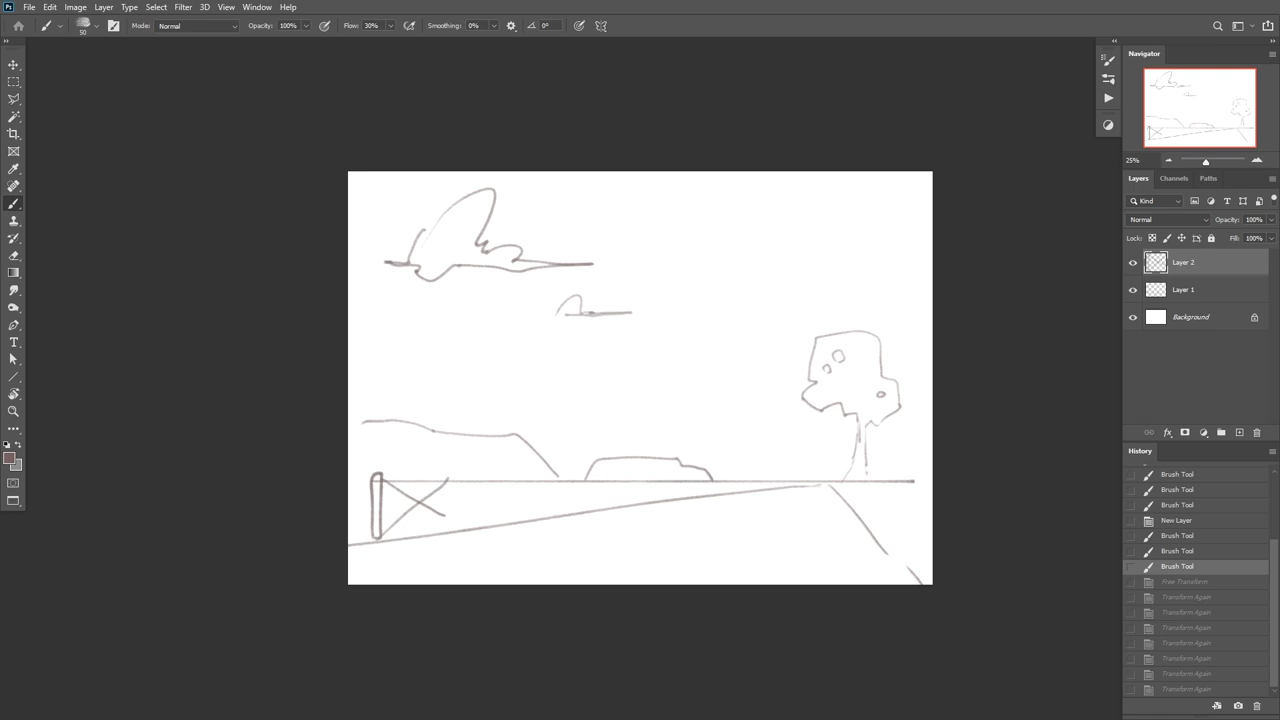 Ps File Edit Image Layer Type Select Filter 3D View Window Help
50 Mode: Normal Opacity: 100% Flow: 30% Smoothing: 0% 0°
Navigator
25%
Layers Channels Paths
Kind
Normal Opacity: 100%
Lock: Fill: 100%
Layer 2
Layer 1
Background
fx
History
Brush Tool
Brush Tool
Brush Tool
New Layer
Brush Tool
Brush Tool
Brush Tool
Free Transform
Transform Again
Transform Again
Transform Again
Transform Again
Transform Again
Transform Again
Transform Again